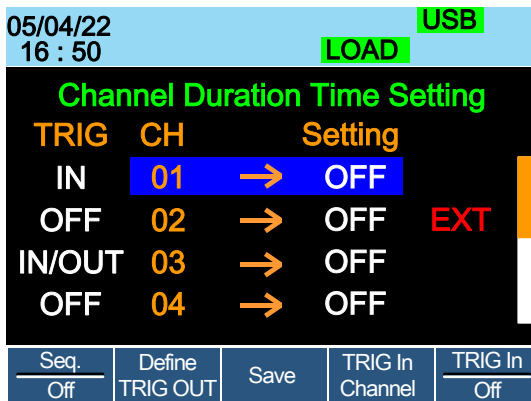 05/04/22 USB
16 : 50 LOAD
Channel Duration Time Setting
TRIG CH Setting
IN 01 → OFF
OFF 02 → OFF EXT
IN/OUT 03 → OFF
OFF 04 → OFF
Seq. Define Save TRIG In TRIG In
Off TRIG OUT Channel Off